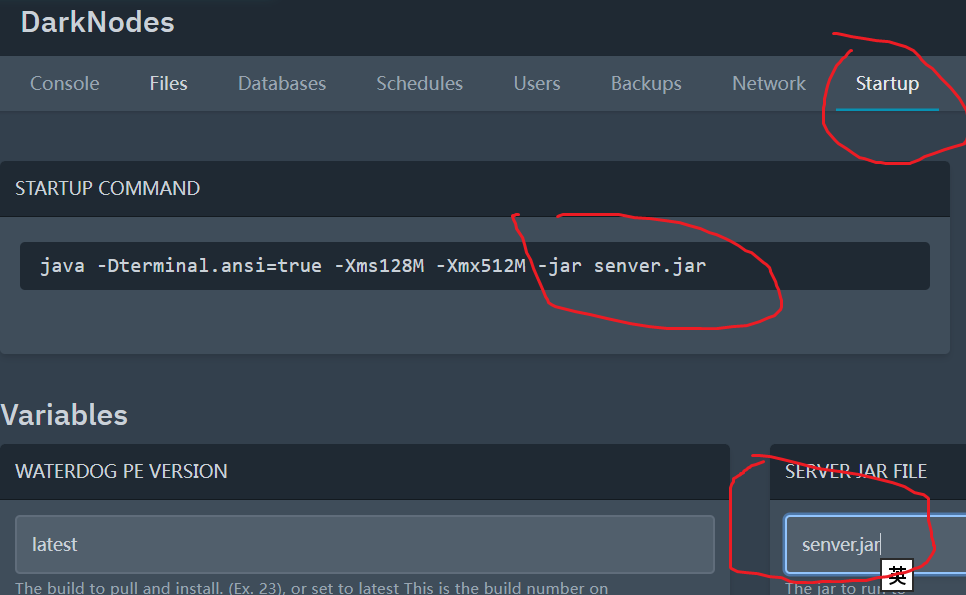 DarkNodes
Console Files Databases Schedules Users Backups Network Startup
STARTUP COMMAND
java -Dterminal.ansi=true -Xms128M -Xmx512M -jar senver.jar
Variables
WATERDOG PE VERSION
SERVER JAR FILE
latest
senver.jar
英
The build to pull and install. (Ex. 23), or set to latest This is the build number on
The jar to run to